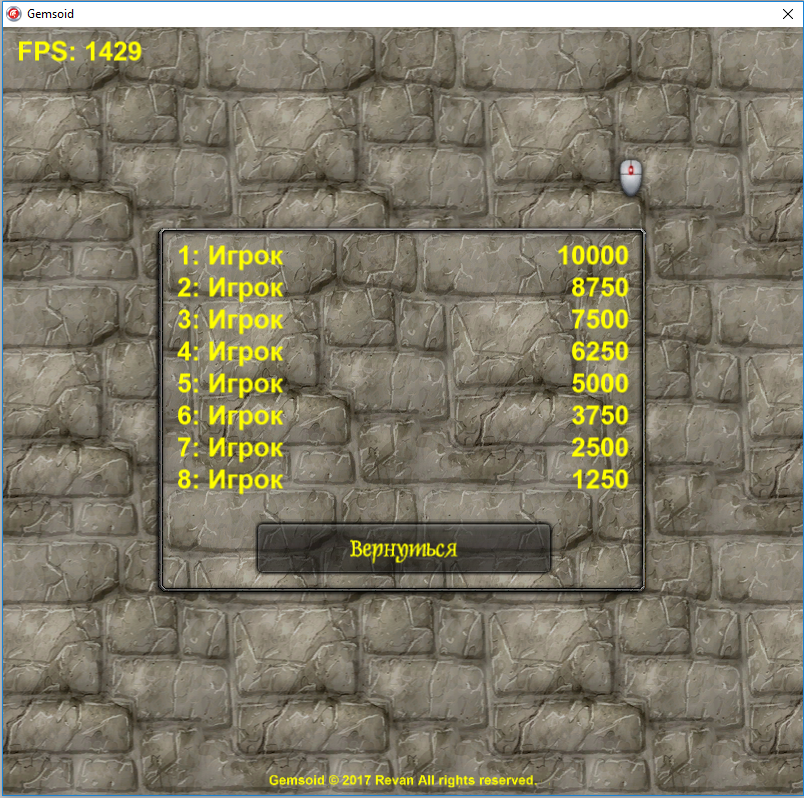 Gemsoid
FPS: 1429
1: Игрок 10000
2: Игрок 8750
3: Игрок 7500
4: Игрок 6250
5: Игрок 5000
6: Игрок 3750
7: Игрок 2500
8: Игрок 1250
Вернуться
Gemsoid © 2017 Revan All rights reserved.